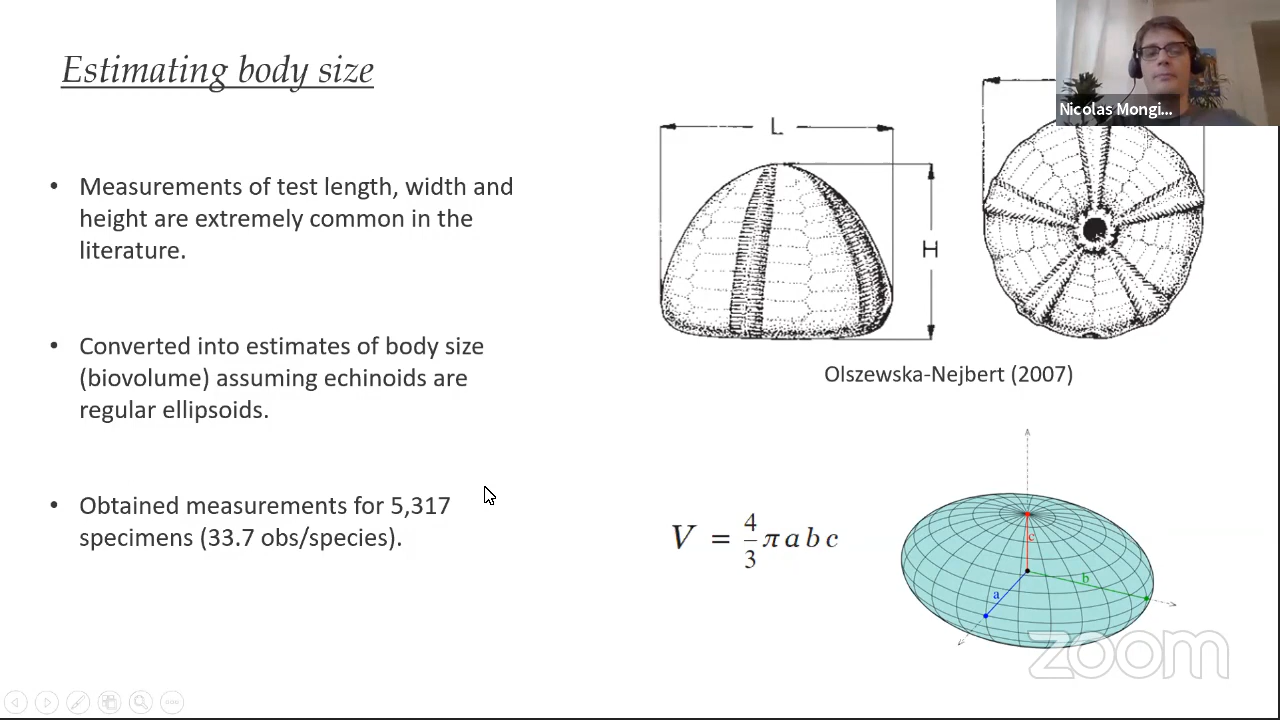 Estimating body size
Nicolas Mongi...
L
H
• Measurements of test length, width and
height are extremely common in the
literature.
• Converted into estimates of body size
(biovolume) assuming echinoids are
regular ellipsoids.
Olszewska-Nejbert (2007)
• Obtained measurements for 5,317
specimens (33.7 obs/species).
V = 4/3 π a b c
c
b
a
zoom